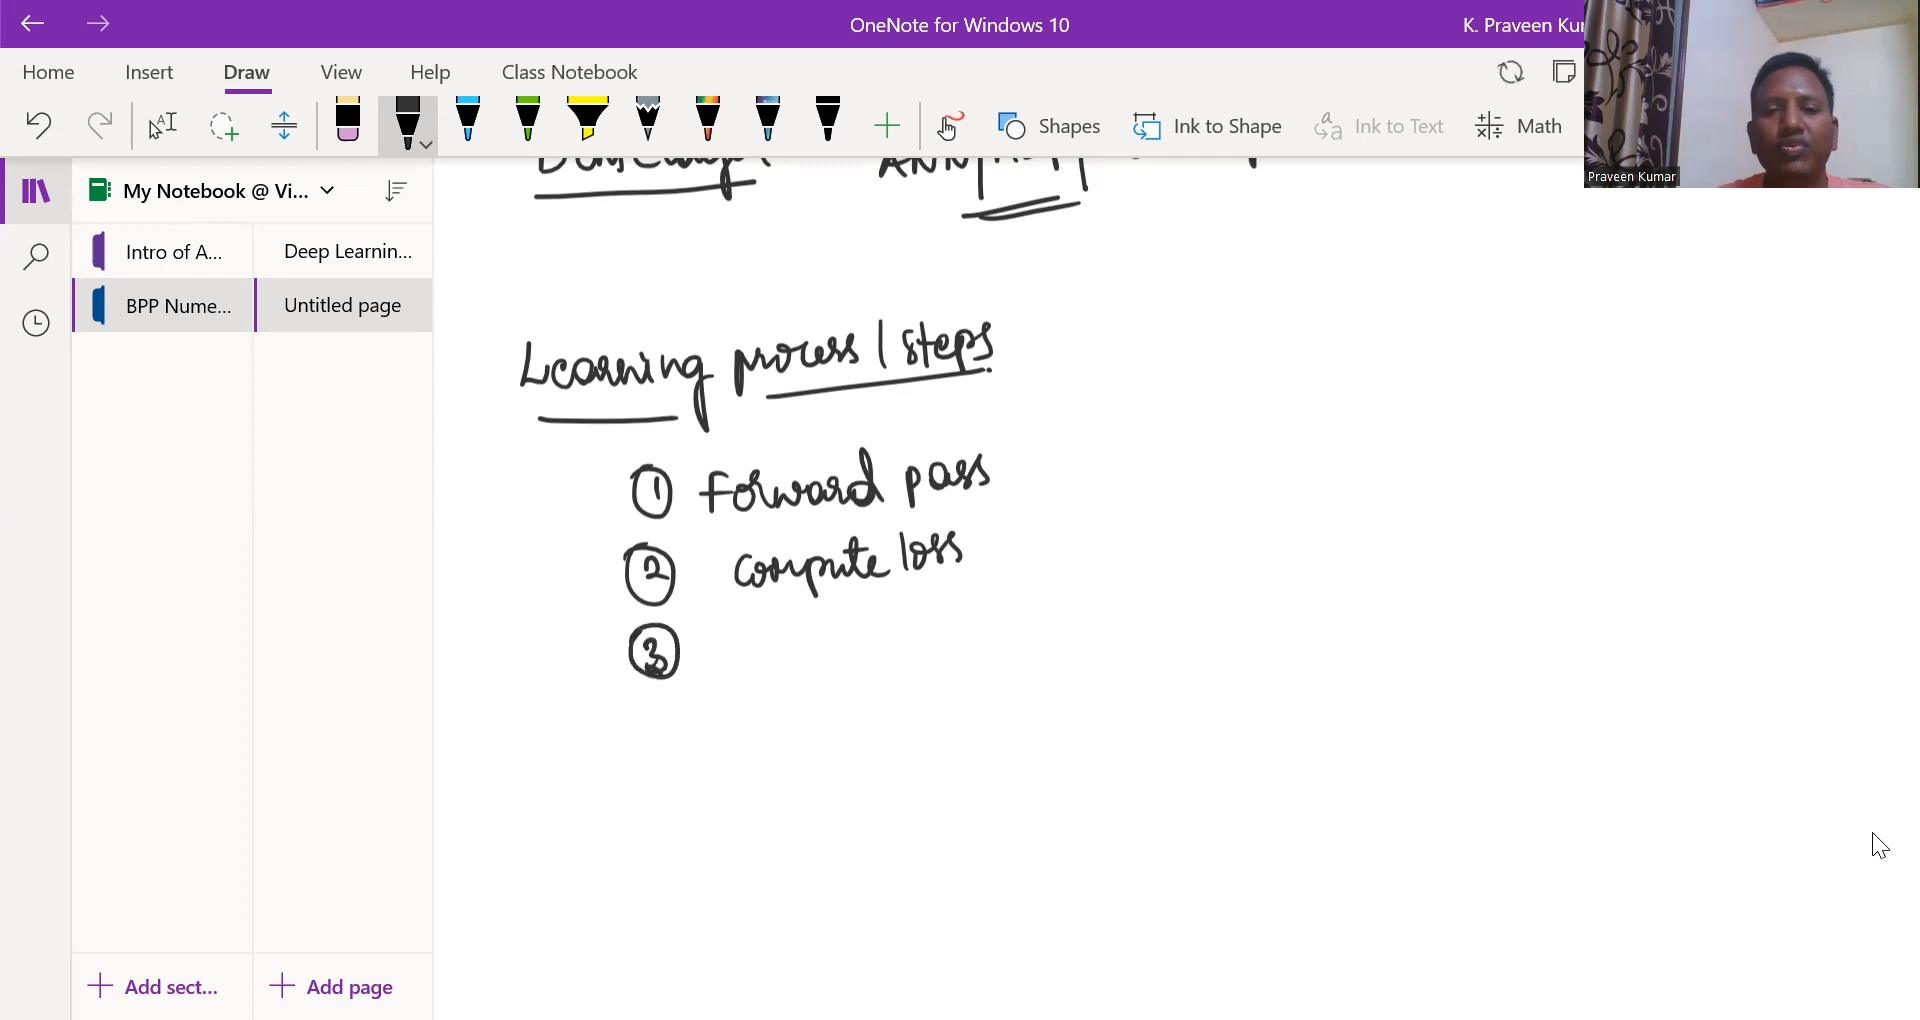 OneNote for Windows 10
K. Praveen Kur
Home Insert Draw View Help Class Notebook
Shapes Ink to Shape Ink to Text Math
Praveen Kumar
My Notebook @ Vi...
Intro of A... Deep Learnin...
BPP Nume... Untitled page
Learning process / steps
① Forward pass
② compute loss
③
Add sect... Add page